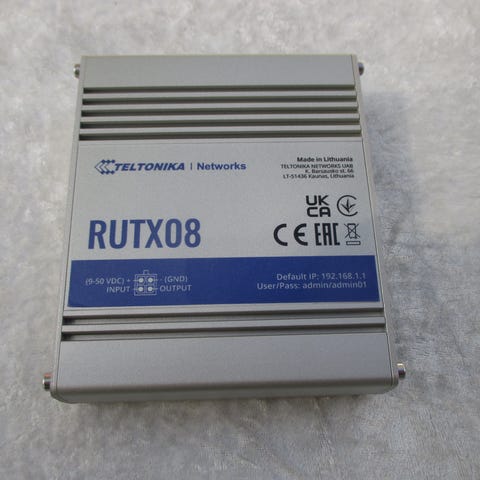 TELTONIKA | Networks
Made in Lithuania
TELTONIKA NETWORKS UAB
K. Barsausko st. 66
LT-51436 Kaunas, Lithuania
UK
CA
RUTX08
CE EAC
(9-50 VDC) + - (GND)
INPUT OUTPUT
Default IP: 192.168.1.1
User/Pass: admin/admin01